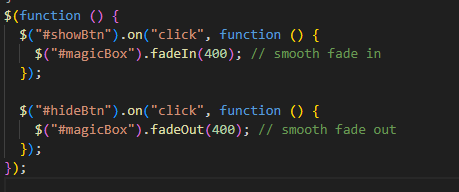 $(function () {
  $("#showBtn").on("click", function () {
    $("#magicBox").fadeIn(400); // smooth fade in
  });

  $("#hideBtn").on("click", function () {
    $("#magicBox").fadeOut(400); // smooth fade out
  });
});